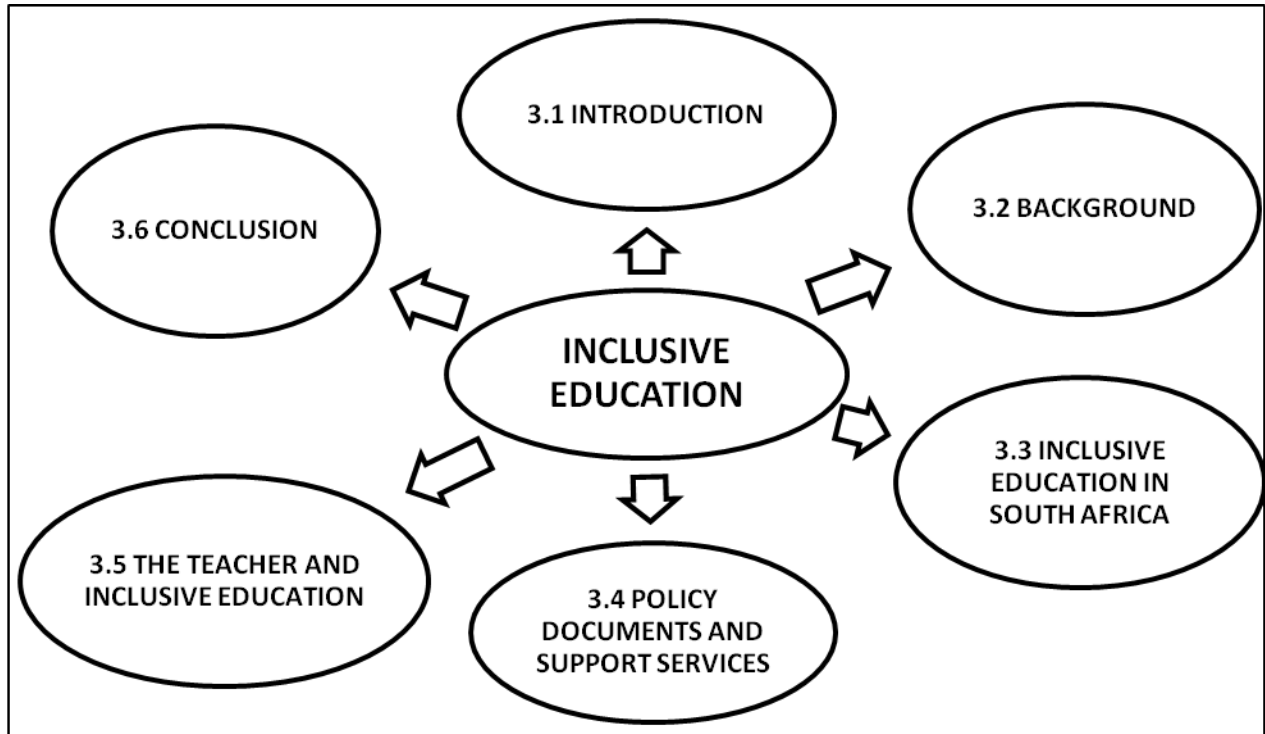 3.1 INTRODUCTION
3.2 BACKGROUND
3.6 CONCLUSION
INCLUSIVE
EDUCATION
3.3 INCLUSIVE
EDUCATION IN
SOUTH AFRICA
3.5 THE TEACHER AND
INCLUSIVE EDUCATION
3.4 POLICY
DOCUMENTS AND
SUPPORT SERVICES